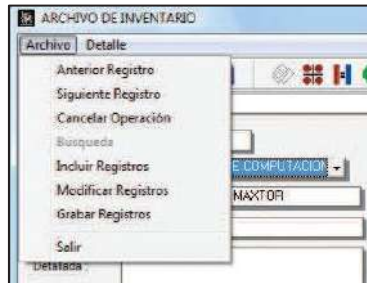 ARCHIVO DE INVENTARIO
Archivo Detalle
Anterior Registro
Siguiente Registro
Cancelar Operación
Busqueda
Incluir Registros
E COMPUTACION
Modificar Registros
MAXTOR
Grabar Registros
Salir
Detallada